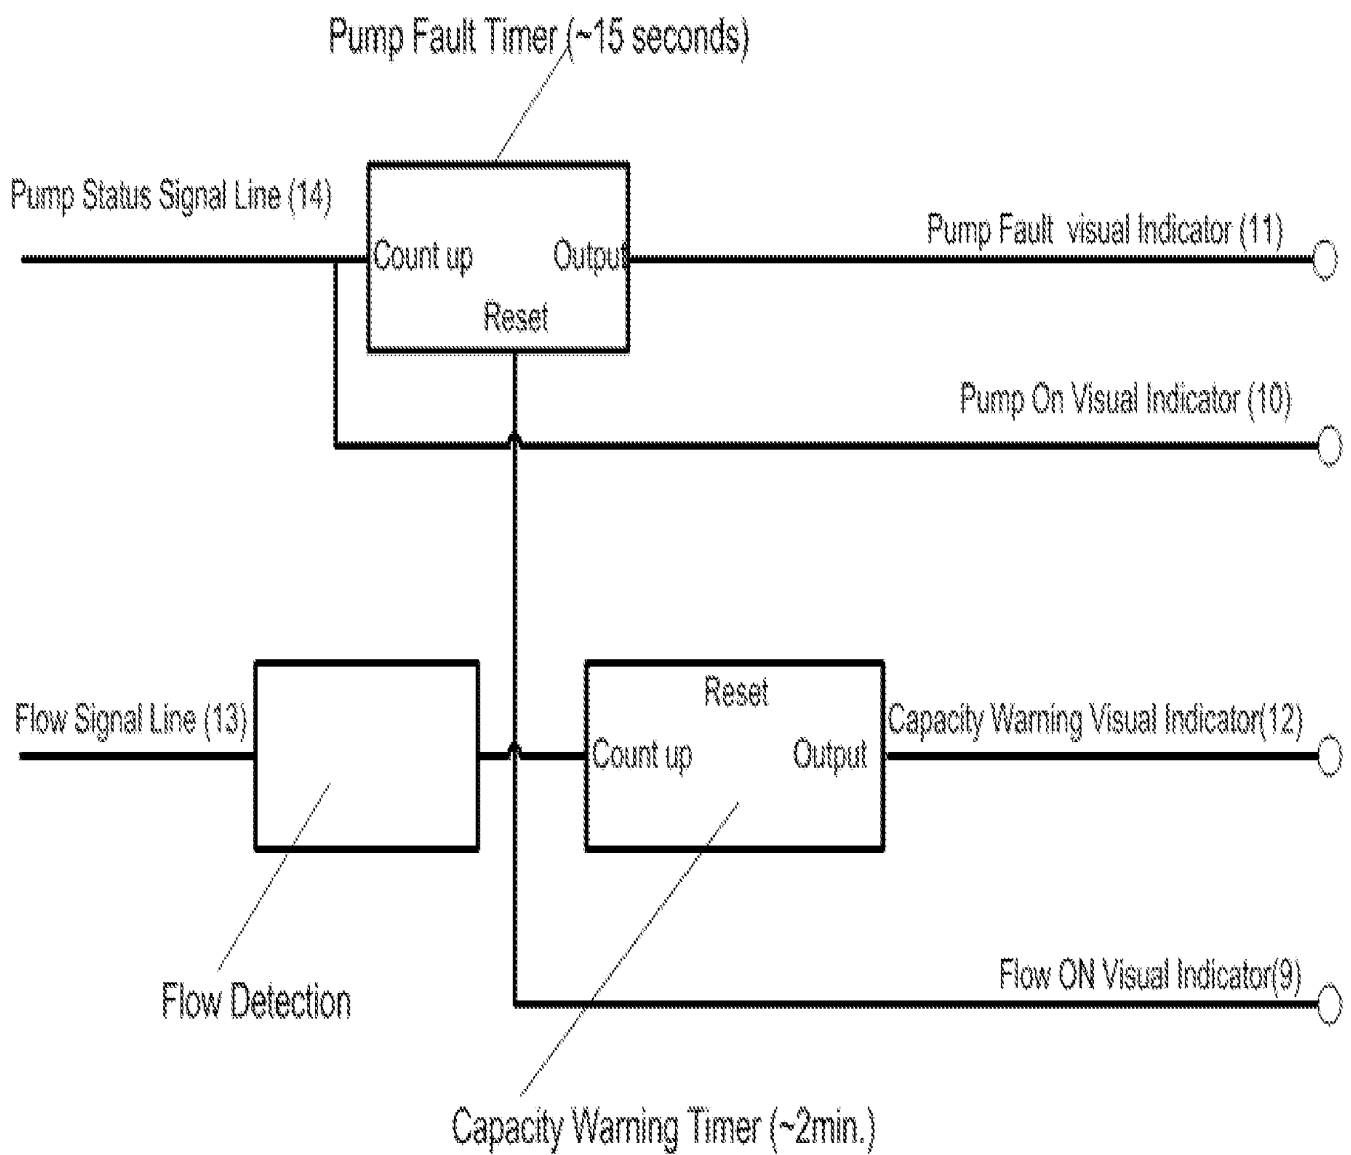 Pump Fault Timer (~15 seconds)
Pump Status Signal Line (14)
Pump Fault visual Indicator (11)
Count up
Output
Reset
Pump On Visual Indicator (10)
Flow Signal Line (13)
Reset
Capacity Warning Visual Indicator(12)
Count up
Output
Flow ON Visual Indicator(9)
Flow Detection
Capacity Warning Timer (~2min.)